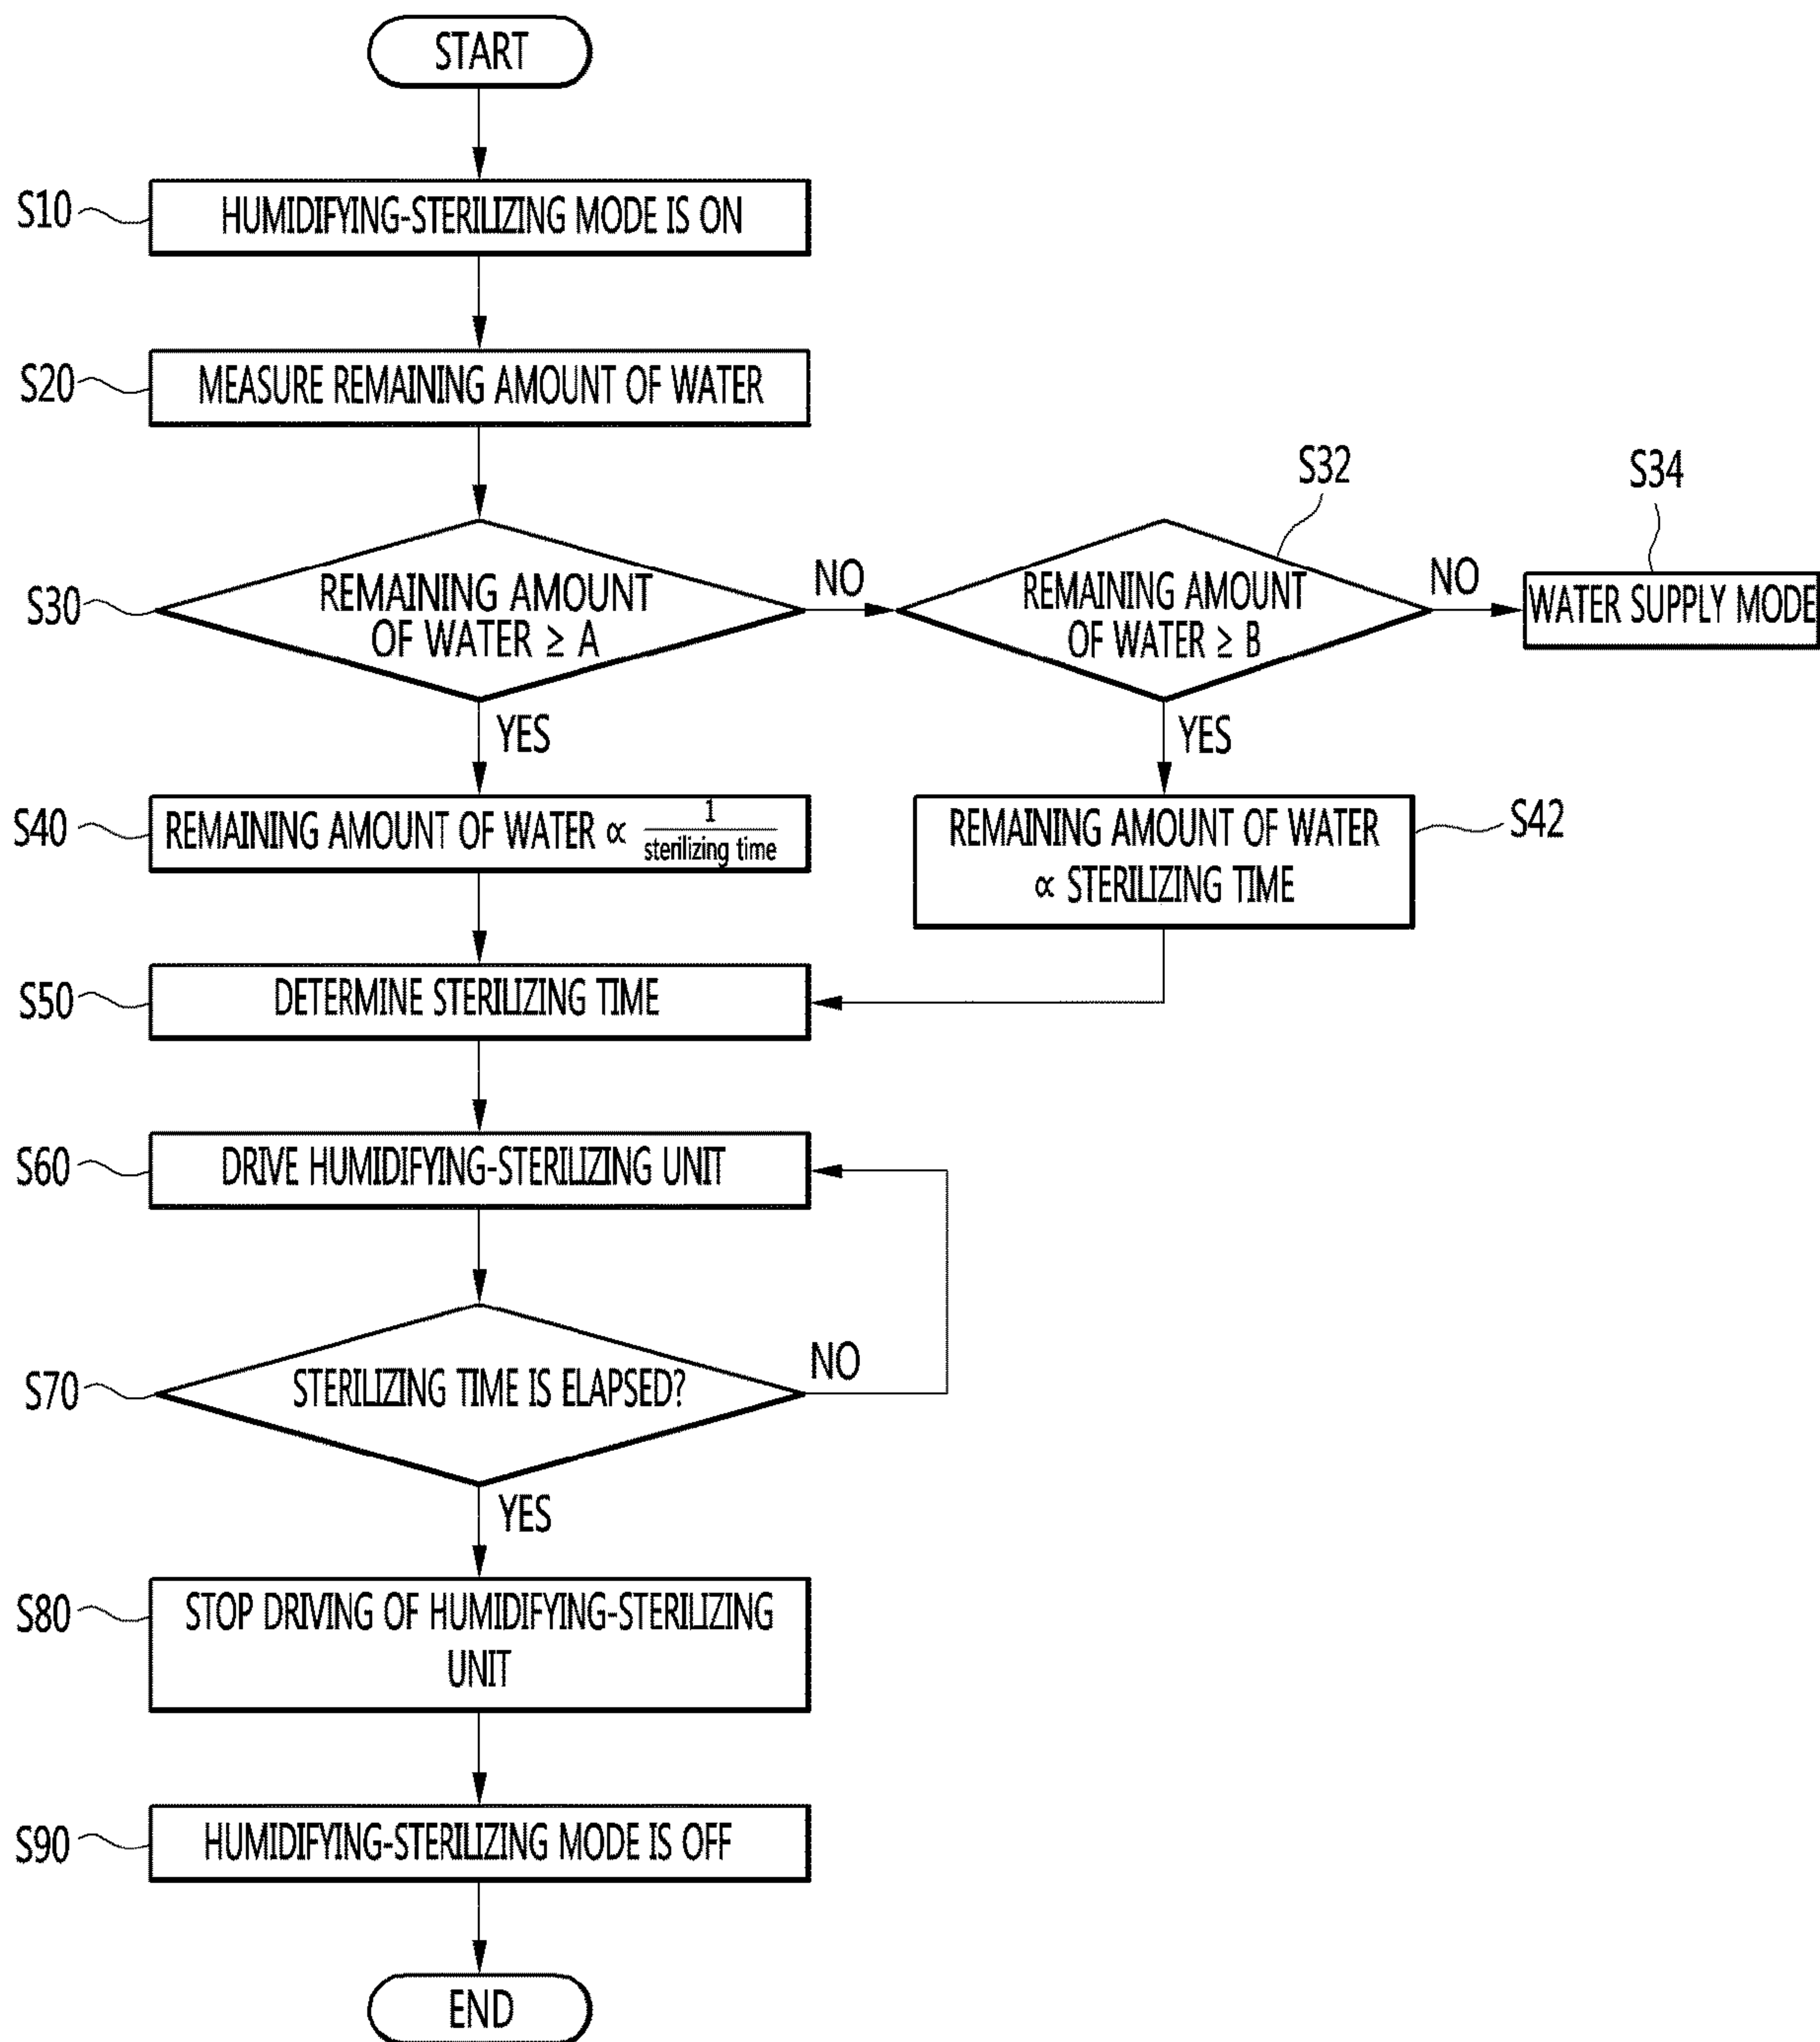 START
S10
HUMIDIFYING-STERILIZING MODE IS ON
S20
MEASURE REMAINING AMOUNT OF WATER
S30
REMAINING AMOUNT
OF WATER ≥ A
NO
S32
REMAINING AMOUNT
OF WATER ≥ B
NO
S34
WATER SUPPLY MODE
YES
YES
S40
REMAINING AMOUNT OF WATER ∝ 1 / sterilizing time
S42
REMAINING AMOUNT OF WATER
∝ STERILIZING TIME
S50
DETERMINE STERILIZING TIME
S60
DRIVE HUMIDIFYING-STERILIZING UNIT
S70
STERILIZING TIME IS ELAPSED?
NO
YES
S80
STOP DRIVING OF HUMIDIFYING-STERILIZING
UNIT
S90
HUMIDIFYING-STERILIZING MODE IS OFF
END